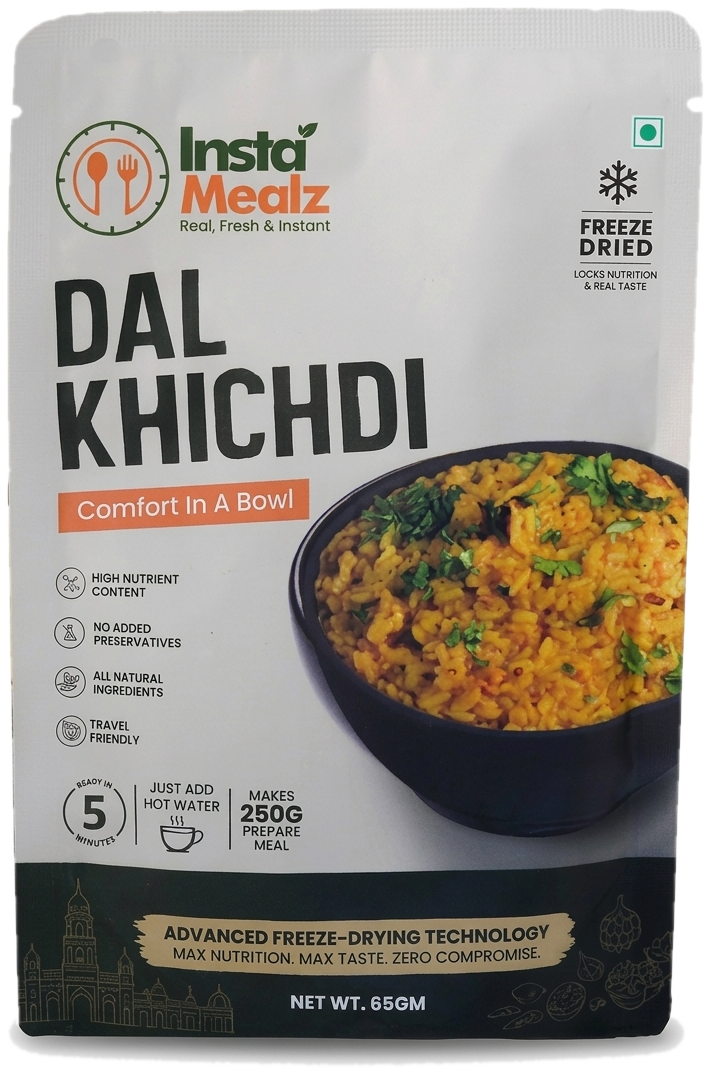 Insta
Mealz
Real, Fresh & Instant
FREEZE
DRIED
LOCKS NUTRITION
& REAL TASTE
DAL
KHICHDI
Comfort In A Bowl
HIGH NUTRIENT
CONTENT
NO ADDED
PRESERVATIVES
ALL NATURAL
INGREDIENTS
TRAVEL
FRIENDLY
READY IN
5
MINUTES
JUST ADD
HOT WATER
MAKES
250G
PREPARE
MEAL
ADVANCED FREEZE-DRYING TECHNOLOGY
MAX NUTRITION. MAX TASTE. ZERO COMPROMISE.
NET WT. 65GM